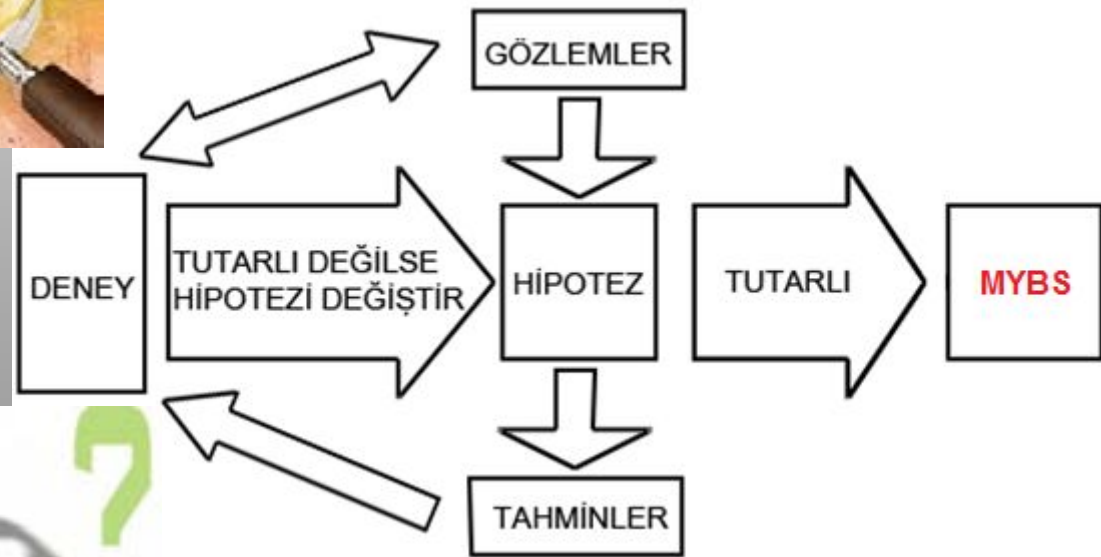 GÖZLEMLER
DENEY
TUTARLI DEĞİLSE
HİPOTEZİ DEĞİŞTİR
HİPOTEZ
TUTARLI
MYBS
TAHMİNLER
?